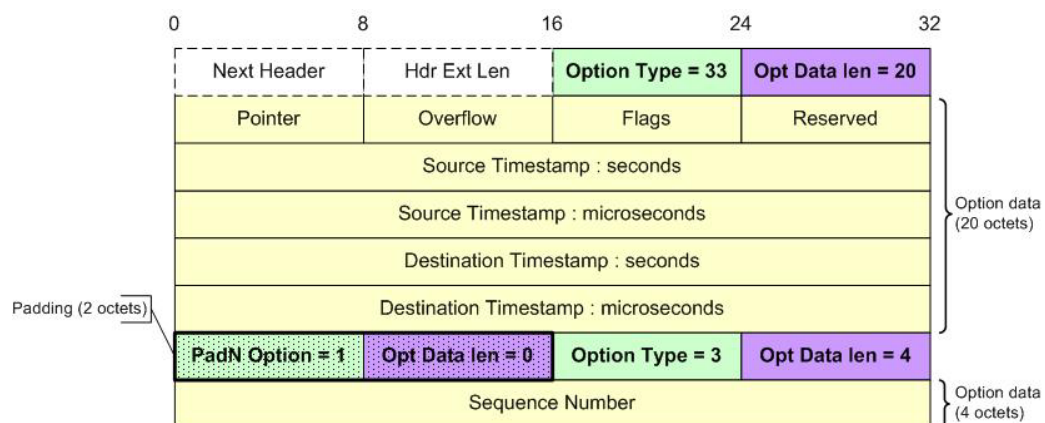 0 8 16 24 32
Next Header Hdr Ext Len Option Type = 33 Opt Data len = 20
Pointer Overflow Flags Reserved
Source Timestamp : seconds
Source Timestamp : microseconds
Option data
(20 octets)
Destination Timestamp : seconds
Destination Timestamp : microseconds
Padding (2 octets)
PadN Option = 1 Opt Data len = 0 Option Type = 3 Opt Data len = 4
Sequence Number
Option data
(4 octets)